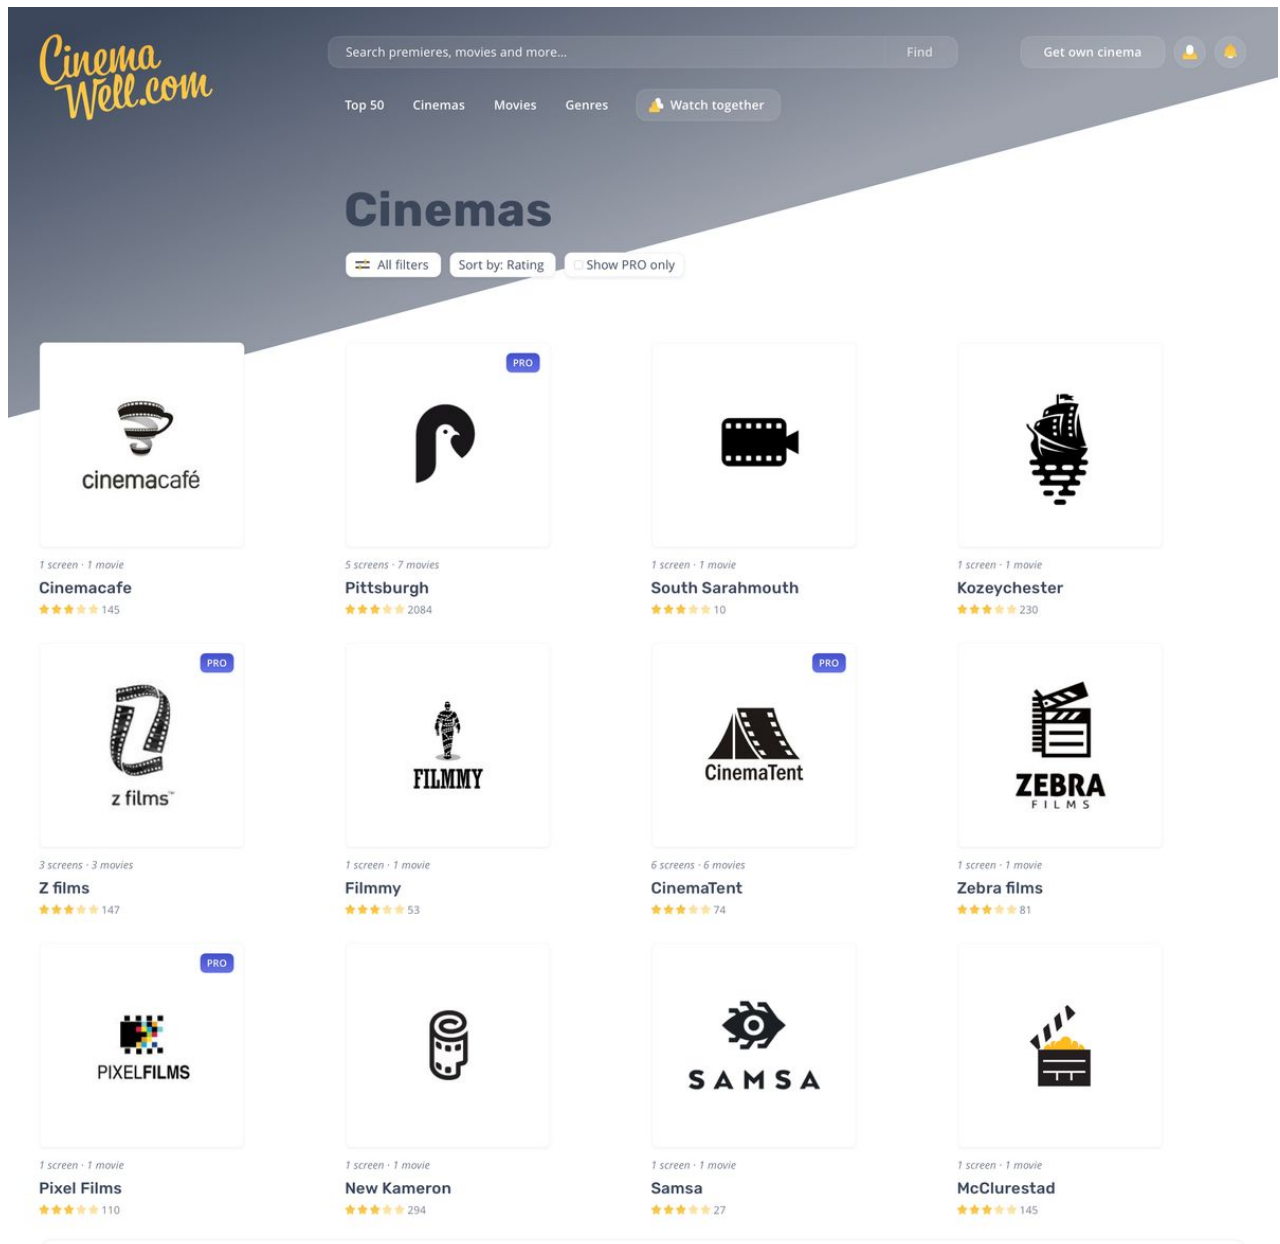 Cinema
Well.com
Search premieres, movies and more...
Find
Get own cinema
Top 50
Cinemas
Movies
Genres
Watch together
Cinemas
All filters
Sort by: Rating
Show PRO only
cinemacafé
1 screen · 1 movie
Cinemacafe
145
PRO
5 screens · 7 movies
Pittsburgh
2084
1 screen · 1 movie
South Sarahmouth
10
1 screen · 1 movie
Kozeychester
230
PRO
z films™
3 screens · 3 movies
Z films
147
FILMMY
1 screen · 1 movie
Filmmy
53
PRO
CinemaTent
6 screens · 6 movies
CinemaTent
74
ZEBRA
FILMS
1 screen · 1 movie
Zebra films
81
PRO
PIXELFILMS
1 screen · 1 movie
Pixel Films
110
1 screen · 1 movie
New Kameron
294
SAMSA
1 screen · 1 movie
Samsa
27
1 screen · 1 movie
McClurestad
145